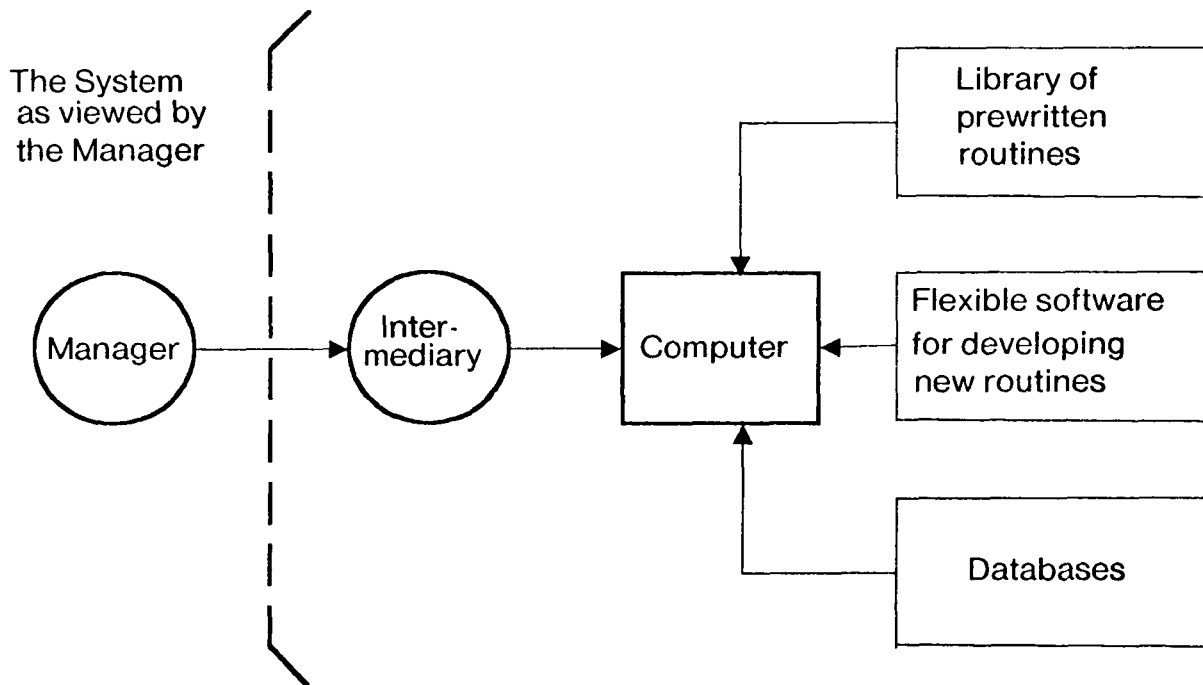 The System
as viewed by
the Manager
Manager
Inter-
mediary
Computer
Library of
prewritten
routines
Flexible software
for developing
new routines
Databases